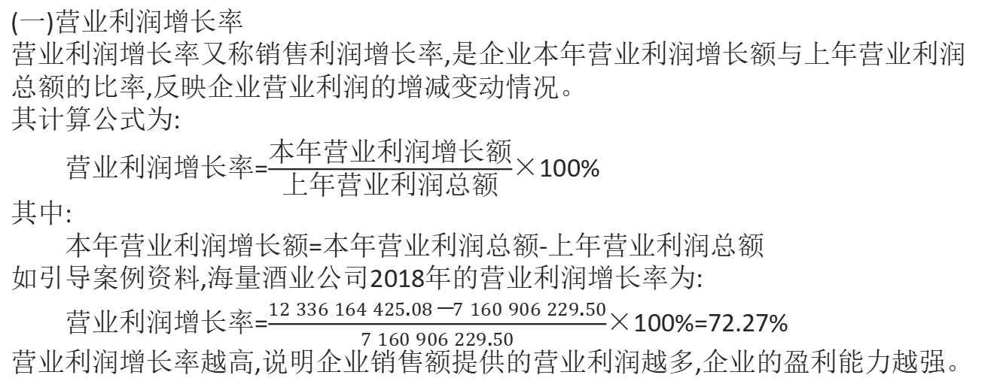 (一)营业利润增长率
营业利润增长率又称销售利润增长率,是企业本年营业利润增长额与上年营业利润
总额的比率,反映企业营业利润的增减变动情况。
其计算公式为:
营业利润增长率=本年营业利润增长额/上年营业利润总额×100%
其中:
本年营业利润增长额=本年营业利润总额-上年营业利润总额
如引导案例资料,海量酒业公司2018年的营业利润增长率为:
营业利润增长率=12 336 164 425.08 —7 160 906 229.50/7 160 906 229.50×100%=72.27%
营业利润增长率越高,说明企业销售额提供的营业利润越多,企业的盈利能力越强。